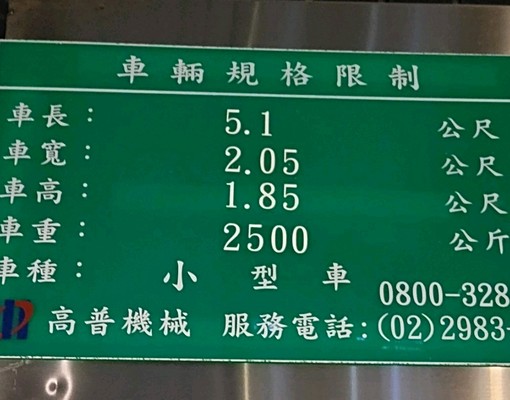 車輛規格限制
車長： 5.1 公尺
車寬： 2.05 公尺
車高： 1.85 公尺
車重： 2500 公斤
車種： 小型車
0800-328
高普機械 服務電話：(02)2983-